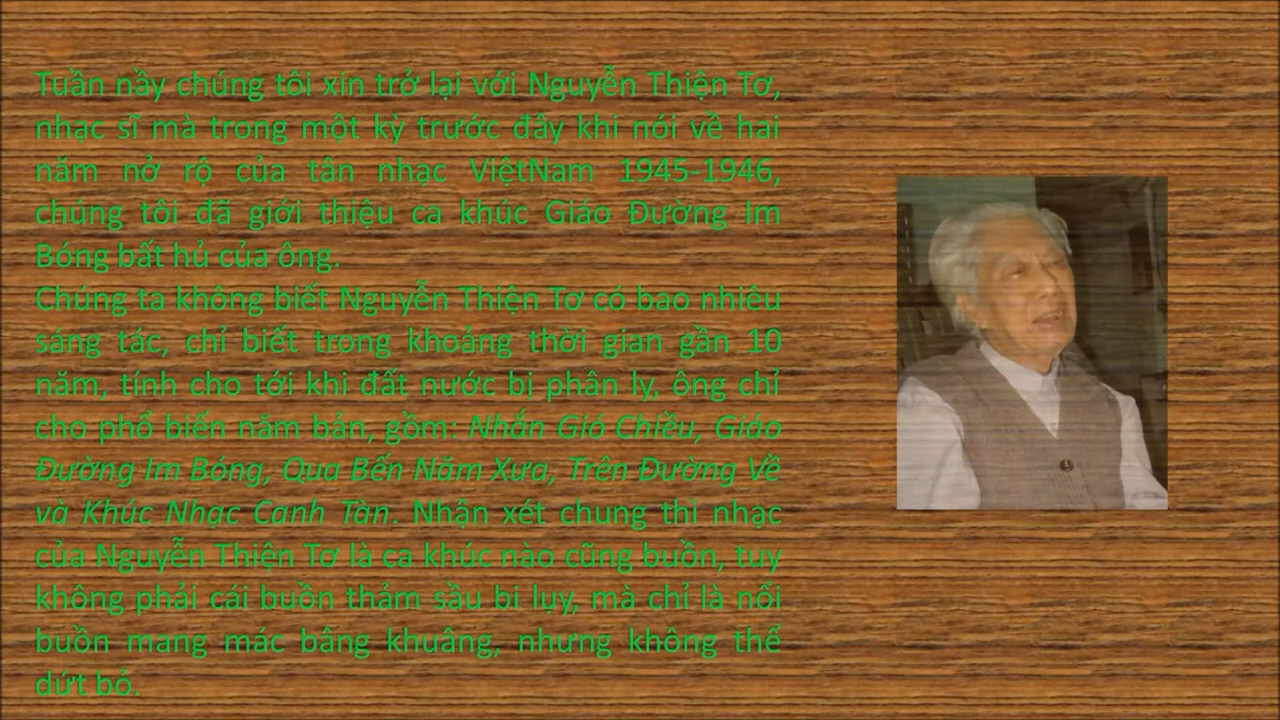 Tuần nầy chúng tôi xin trở lại với Nguyễn Thiện Tơ,
nhạc sĩ mà trong một kỳ trước đây khi nói về hai
năm nở rộ của tân nhạc ViệtNam 1945-1946,
chúng tôi đã giới thiệu ca khúc Giáo Đường Im
Bóng bất hủ của ông.
Chúng ta không biết Nguyễn Thiện Tơ có bao nhiêu
sáng tác, chỉ biết trong khoảng thời gian gần 10
năm, tính cho tới khi đất nước bị phân ly, ông chỉ
cho phổ biến năm bản, gồm: Nhắn Gió Chiều, Giáo
Đường Im Bóng, Qua Bến Năm Xưa, Trên Đường Về
và Khúc Nhạc Canh Tàn. Nhận xét chung thì nhạc
của Nguyễn Thiện Tơ là ca khúc nào cũng buồn, tuy
không phải cái buồn thảm sầu bi lụy, mà chỉ là nổi
buồn mang mác bâng khuâng, nhưng không thể
dứt bỏ.